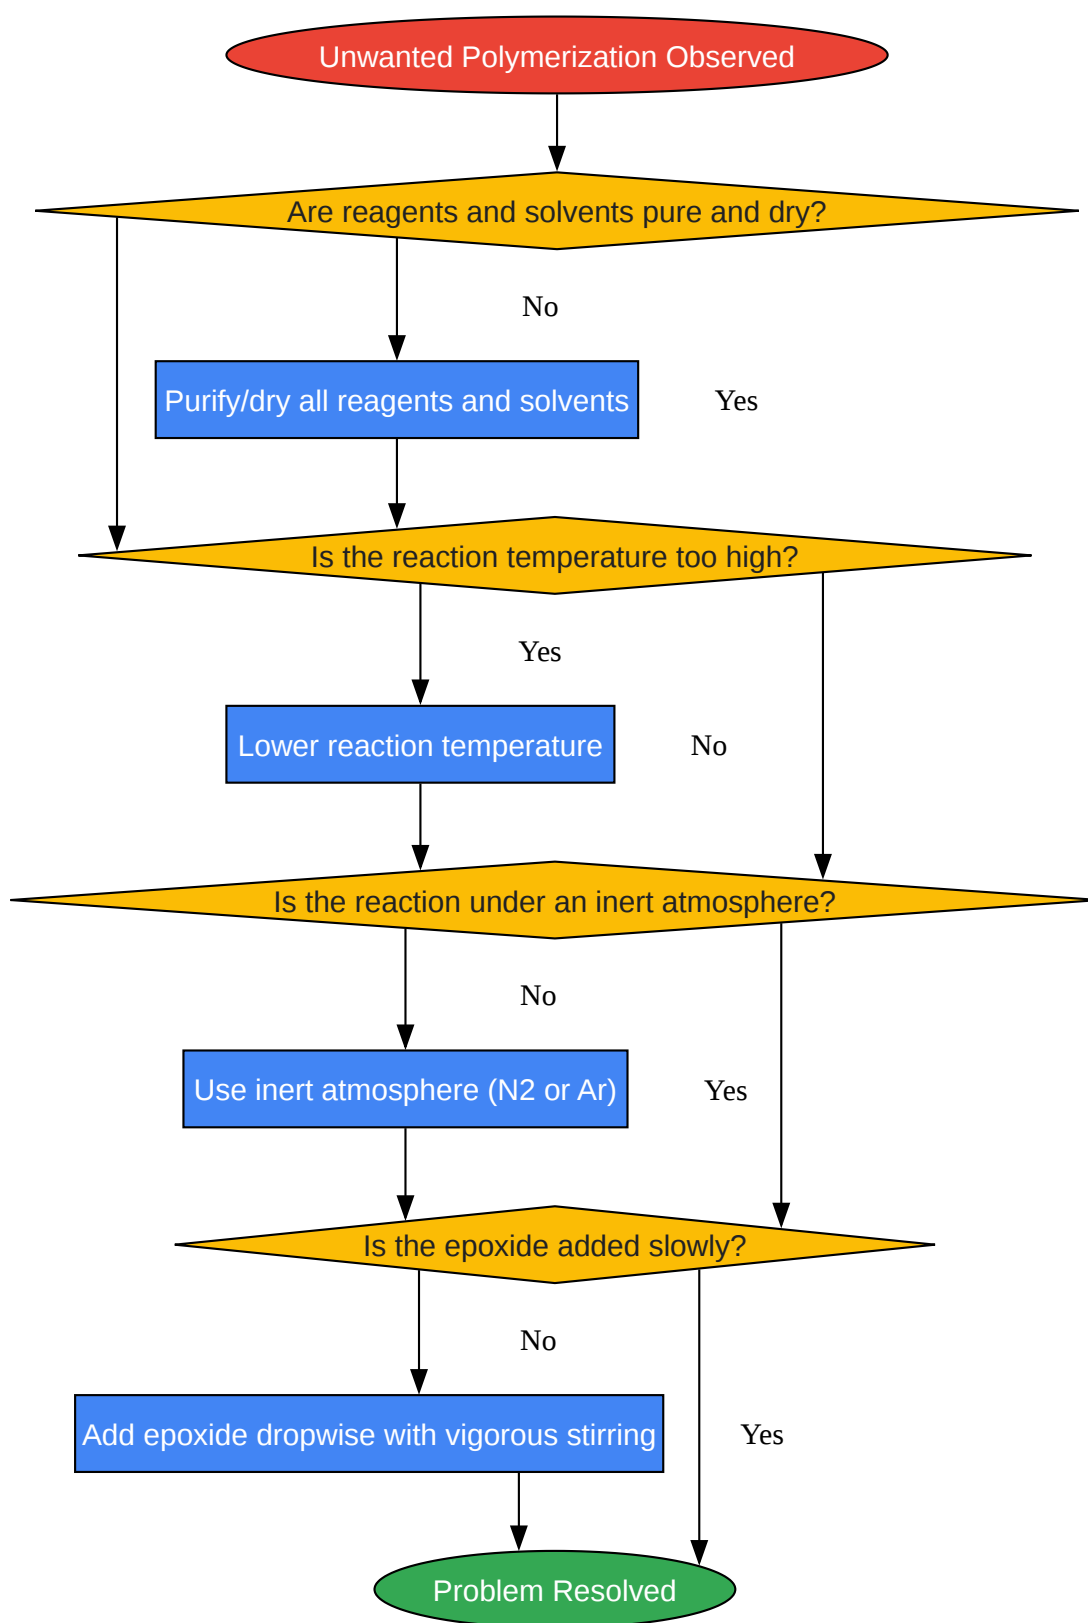 Unwanted Polymerization Observed
Are reagents and solvents pure and dry?
No
Purify/dry all reagents and solvents
Yes
Is the reaction temperature too high?
Yes
Lower reaction temperature
No
Is the reaction under an inert atmosphere?
No
Use inert atmosphere (N2 or Ar)
Yes
Is the epoxide added slowly?
No
Add epoxide dropwise with vigorous stirring
Yes
Problem Resolved